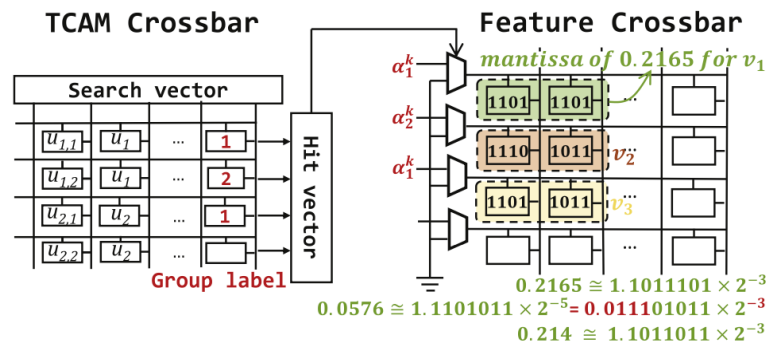 TCAM Crossbar
Feature Crossbar
Search vector
u1,1 u1 ... 1
u1,2 u1 ... 2
u2,1 u2 ... 1
u2,2 u2 ...
Group label
Hit vector
α₁ᵏ
α₂ᵏ
α₁ᵏ
mantissa of 0.2165 for v₁
1101 1101 ...
1110 1011 v₂
1101 1011 v₃
...
0.2165 ≅ 1.1011101 × 2⁻³
0.0576 ≅ 1.1101011 × 2⁻⁵= 0.011101011 × 2⁻³
0.214 ≅ 1.1011011 × 2⁻³